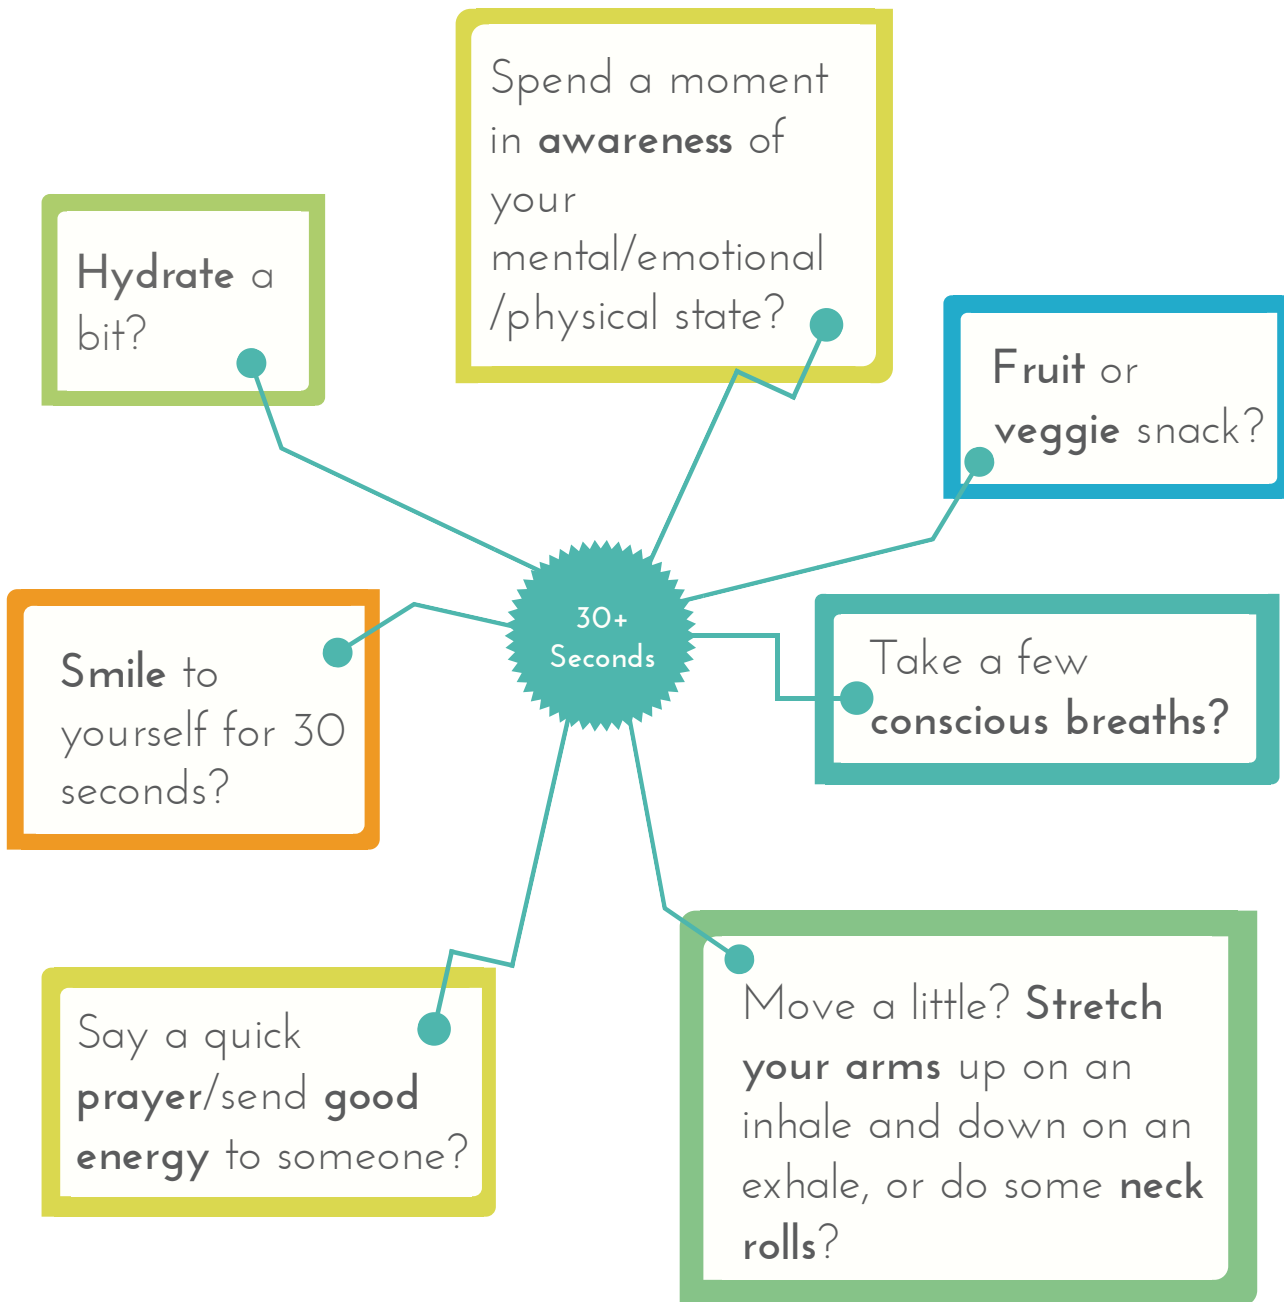 Spend a moment
in awareness of
your
mental/emotional
/physical state?
Hydrate a
bit?
Fruit or
veggie snack?
30+
Seconds
Smile to
yourself for 30
seconds?
Take a few
conscious breaths?
Say a quick
prayer/send good
energy to someone?
Move a little? Stretch
your arms up on an
inhale and down on an
exhale, or do some neck
rolls?